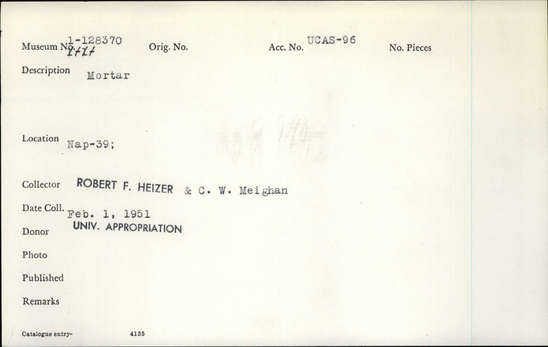 Museum No. 1-128370 Orig. No. Acc. No. UCAS-96 No. Pieces
Description Mortar
Location Nap-39;
Collector ROBERT F. HEIZER & C. W. Meighan
Date Coll. Feb. 1, 1951
Donor UNIV. APPROPRIATION
Photo
Published
Remarks
Catalogue entry- 4135